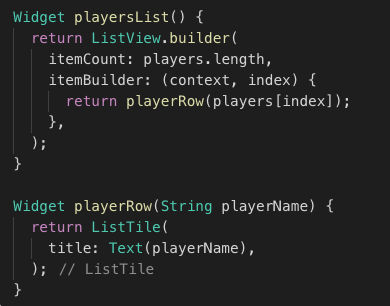 Widget playersList() {
  return ListView.builder(
    itemCount: players.length,
    itemBuilder: (context, index) {
      return playerRow(players[index]);
    },
  );
}

Widget playerRow(String playerName) {
  return ListTile(
    title: Text(playerName),
  ); // ListTile
}